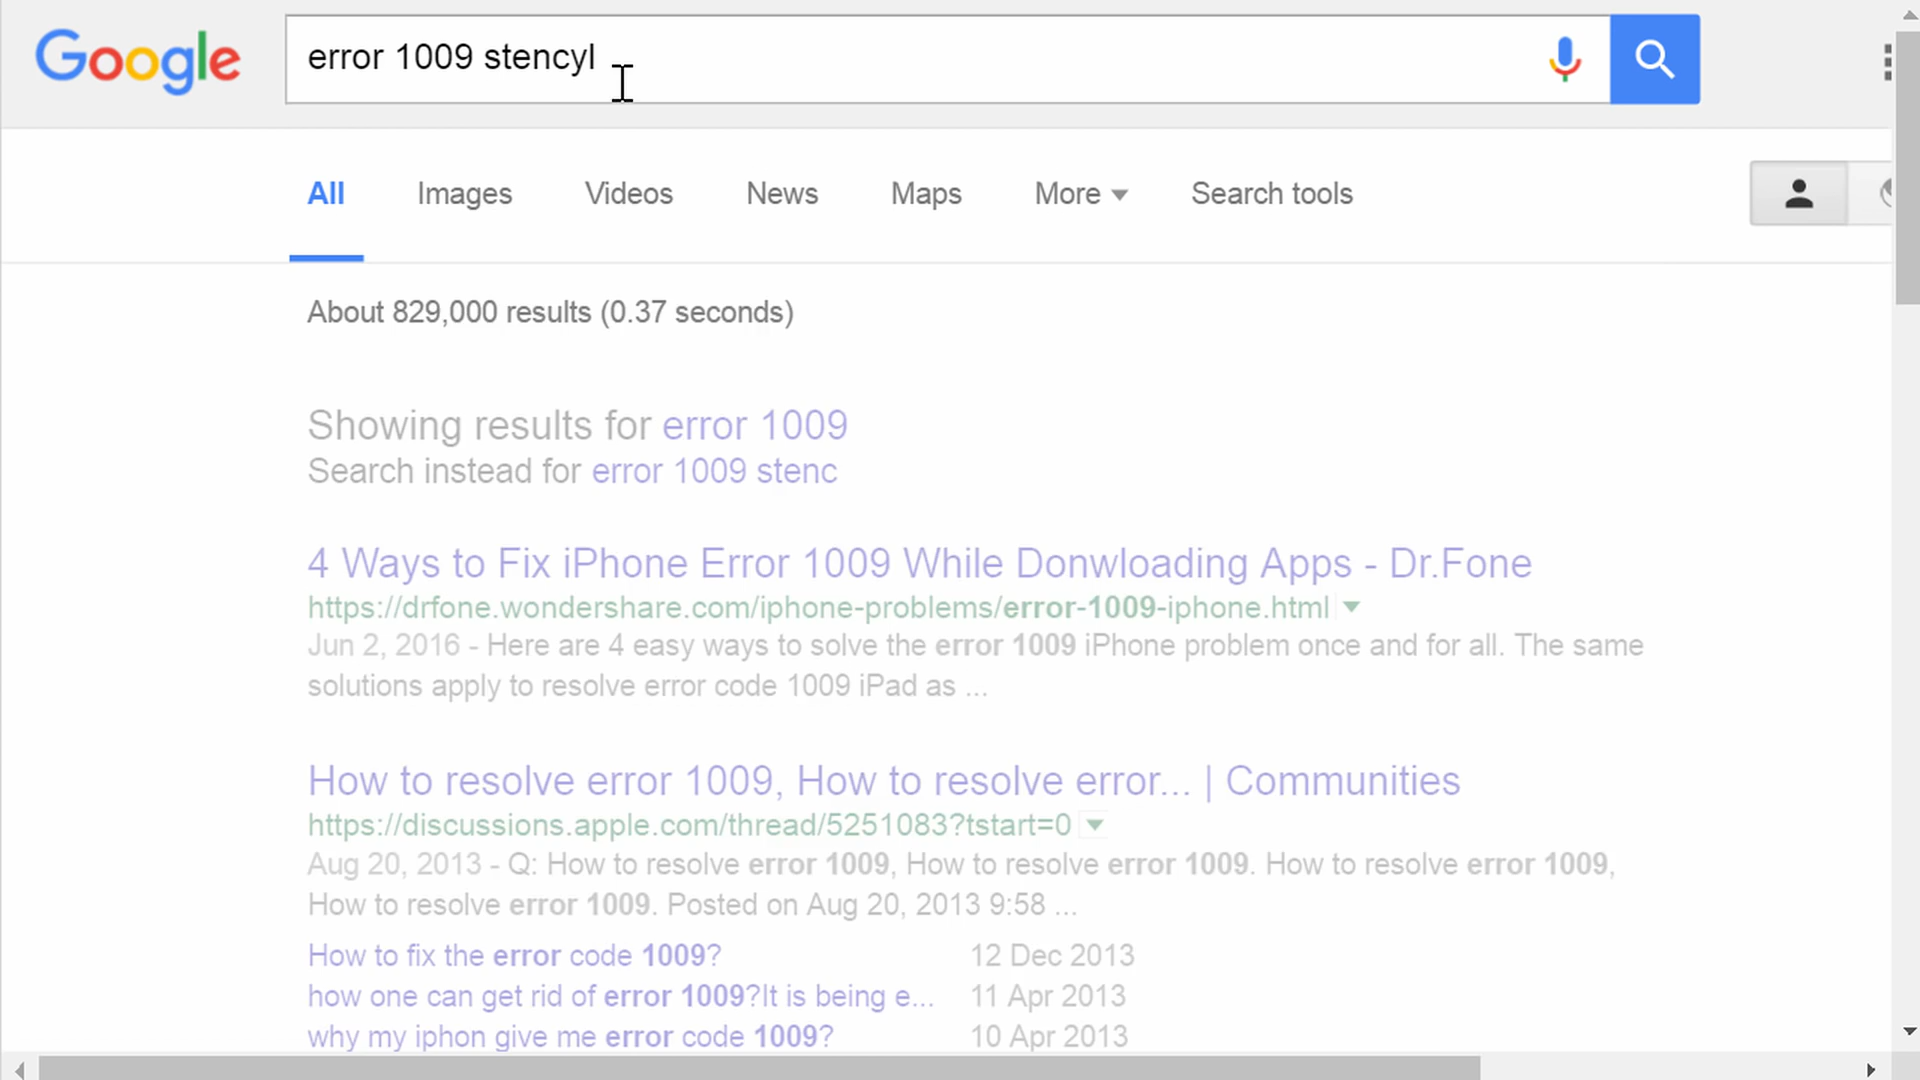 Google
error 1009 stencyl
All Images Videos News Maps More Search tools
About 829,000 results (0.37 seconds)
Showing results for error 1009
Search instead for error 1009 stenc
4 Ways to Fix iPhone Error 1009 While Donwloading Apps - Dr.Fone
https://drfone.wondershare.com/iphone-problems/error-1009-iphone.html
Jun 2, 2016 - Here are 4 easy ways to solve the error 1009 iPhone problem once and for all. The same
solutions apply to resolve error code 1009 iPad as ...
How to resolve error 1009, How to resolve error... | Communities
https://discussions.apple.com/thread/5251083?tstart=0
Aug 20, 2013 - Q: How to resolve error 1009, How to resolve error 1009. How to resolve error 1009,
How to resolve error 1009. Posted on Aug 20, 2013 9:58 ...
How to fix the error code 1009? 12 Dec 2013
how one can get rid of error 1009?It is being e... 11 Apr 2013
why my iphon give me error code 1009? 10 Apr 2013